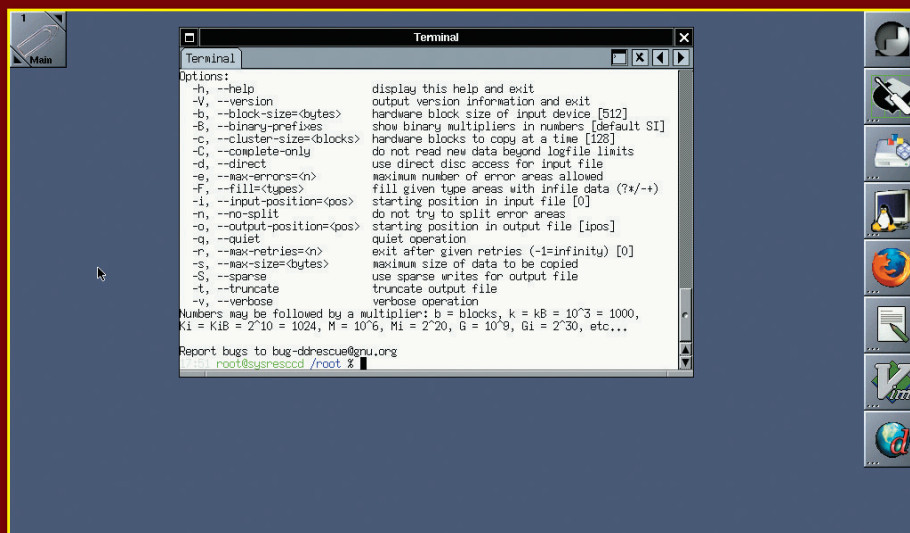 1
Main
Terminal
Terminal
Options:
-h, --help display this help and exit
-V, --version output version information and exit
-b, --block-size=<bytes> hardware block size of input device [512]
-B, --binary-prefixes show binary multipliers in numbers [default SI]
-c, --cluster-size=<blocks> hardware blocks to copy at a time [128]
-C, --complete-only do not read new data beyond logfile limits
-d, --direct use direct disc access for input file
-e, --max-errors=<n> maximum number of error areas allowed
-F, --fill=<types> fill given type areas with infile data (?*/-+)
-i, --input-position=<pos> starting position in input file [0]
-n, --no-split do not try to split error areas
-o, --output-position=<pos> starting position in output file [ipos]
-q, --quiet quiet operation
-r, --max-retries=<n> exit after given retries (-1=infinity) [0]
-s, --max-size=<bytes> maximum size of data to be copied
-S, --sparse use sparse writes for output file
-t, --truncate truncate output file
-v, --verbose verbose operation
Numbers may be followed by a multiplier: b = blocks, k = kB = 10^3 = 1000,
Ki = KiB = 2^10 = 1024, M = 10^6, Mi = 2^20, G = 10^9, Gi = 2^30, etc...
Report bugs to bug-ddrescue@gnu.org
root@sysresccd /root %
Vim
d